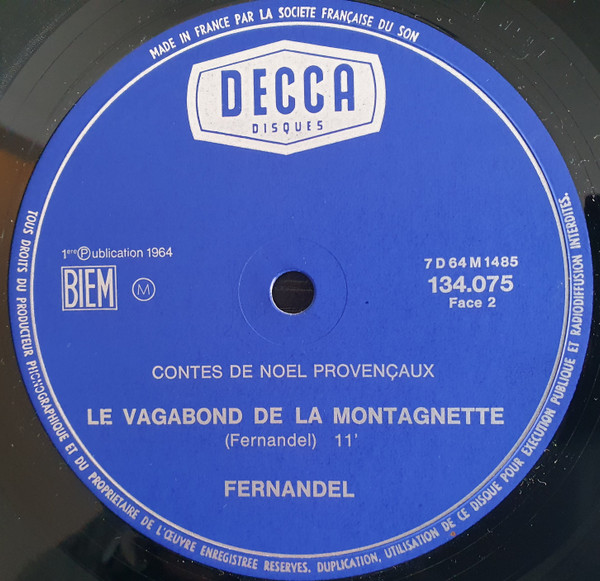 MADE IN FRANCE PAR LA SOCIETE FRANÇAISE DU SON
DECCA
DISQUES
1ere Ⓟublication 1964
BIEM
M
7 D 64 M 1485
134.075
Face 2
CONTES DE NOEL PROVENÇAUX
LE VAGABOND DE LA MONTAGNETTE
(Fernandel) 11'
FERNANDEL
TOUS DROITS DU PRODUCTEUR PHONOGRAPHIQUE ET DU PROPRIETAIRE DE L'ŒUVRE ENREGISTREE RESERVES. DUPLICATION, UTILISATION DE CE DISQUE POUR EXECUTION PUBLIQUE ET RADIODIFFUSION INTERDITES.